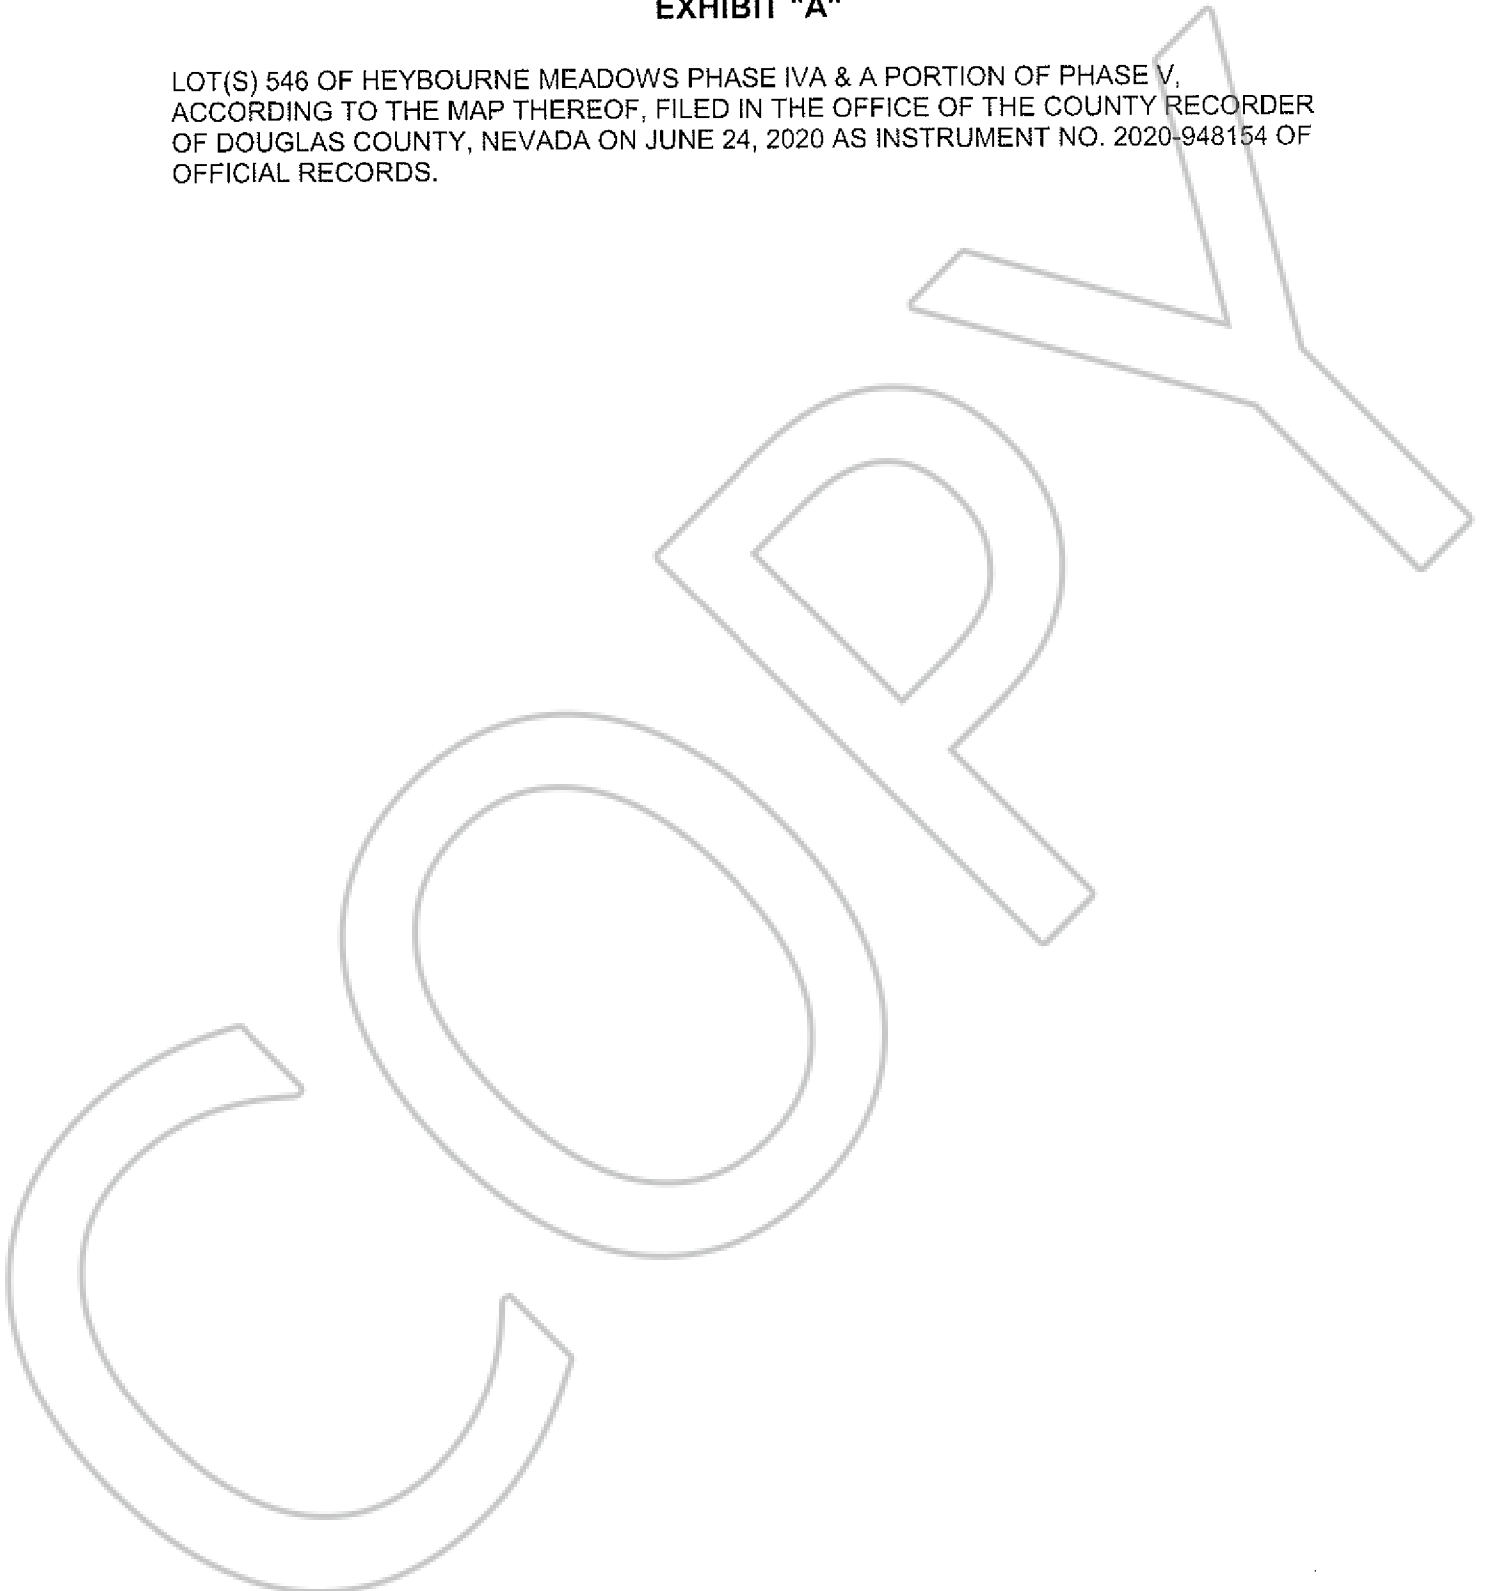 EXHIBIT "A"
LOT(S) 546 OF HEYBOURNE MEADOWS PHASE IVA & A PORTION OF PHASE V,
ACCORDING TO THE MAP THEREOF, FILED IN THE OFFICE OF THE COUNTY RECORDER
OF DOUGLAS COUNTY, NEVADA ON JUNE 24, 2020 AS INSTRUMENT NO. 2020-948154 OF
OFFICIAL RECORDS.
COPY